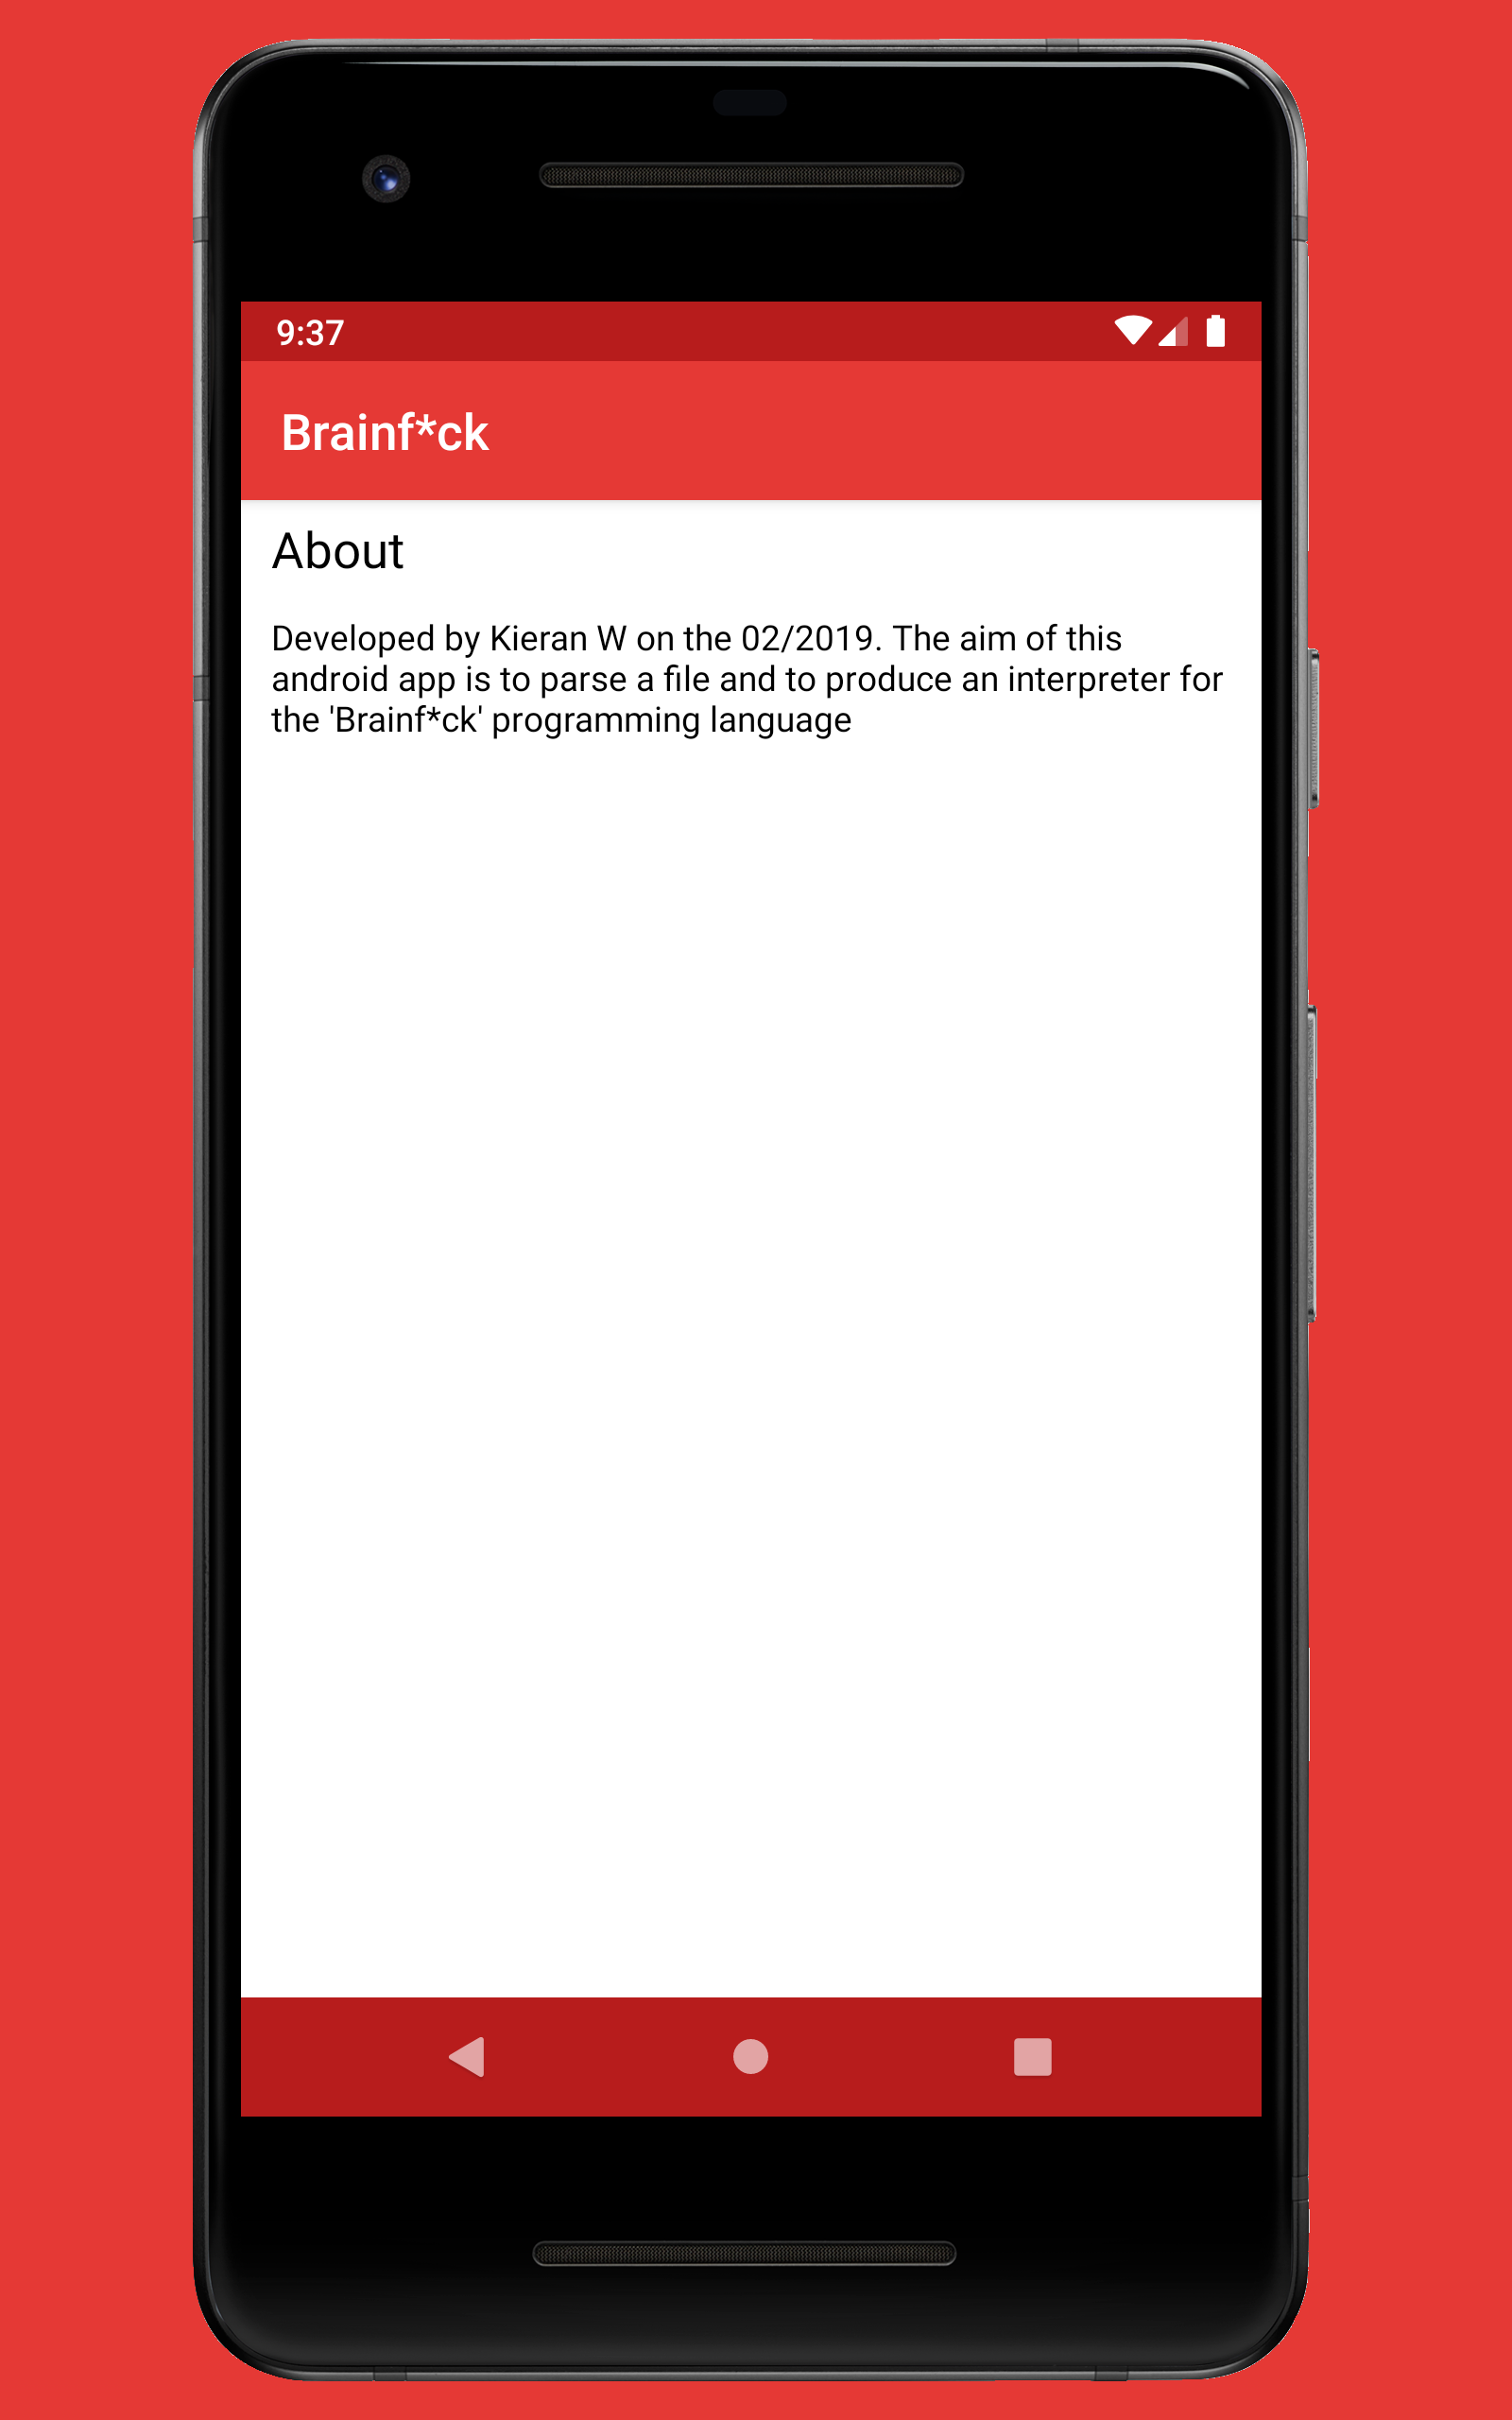 9:37
Brainf*ck
About
Developed by Kieran W on the 02/2019. The aim of this
android app is to parse a file and to produce an interpreter for
the 'Brainf*ck' programming language